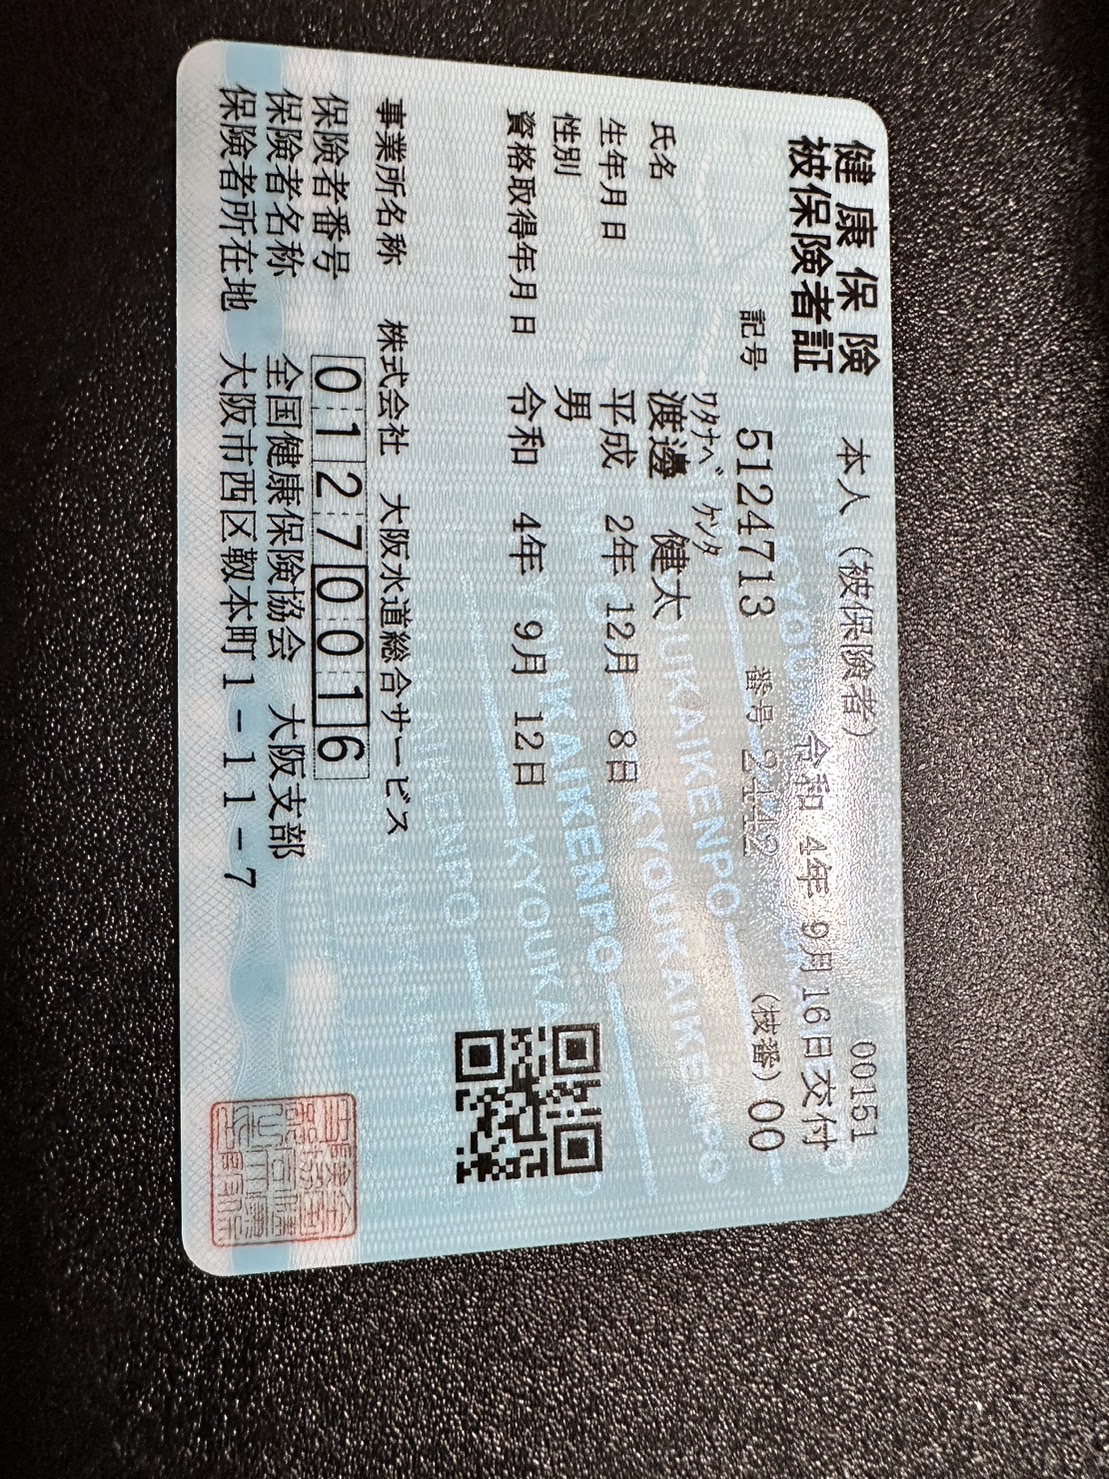 健康保険 本人（被保険者） 00151
被保険者証 令和 4年 9月 16日交付
記号 5124713 番号 2442 （枝番） 00
ﾜﾀﾅﾍﾞ ｹﾝﾀ
氏名 渡邊 健太
生年月日 平成 2年 12月 8日
性別 男
資格取得年月日 令和 4年 9月 12日
事業所名称 株式会社 大阪水道総合サービス
保険者番号 01270016
保険者名称 全国健康保険協会 大阪支部
保険者所在地 大阪市西区靱本町1-11-7
KYOUKAIKENPO